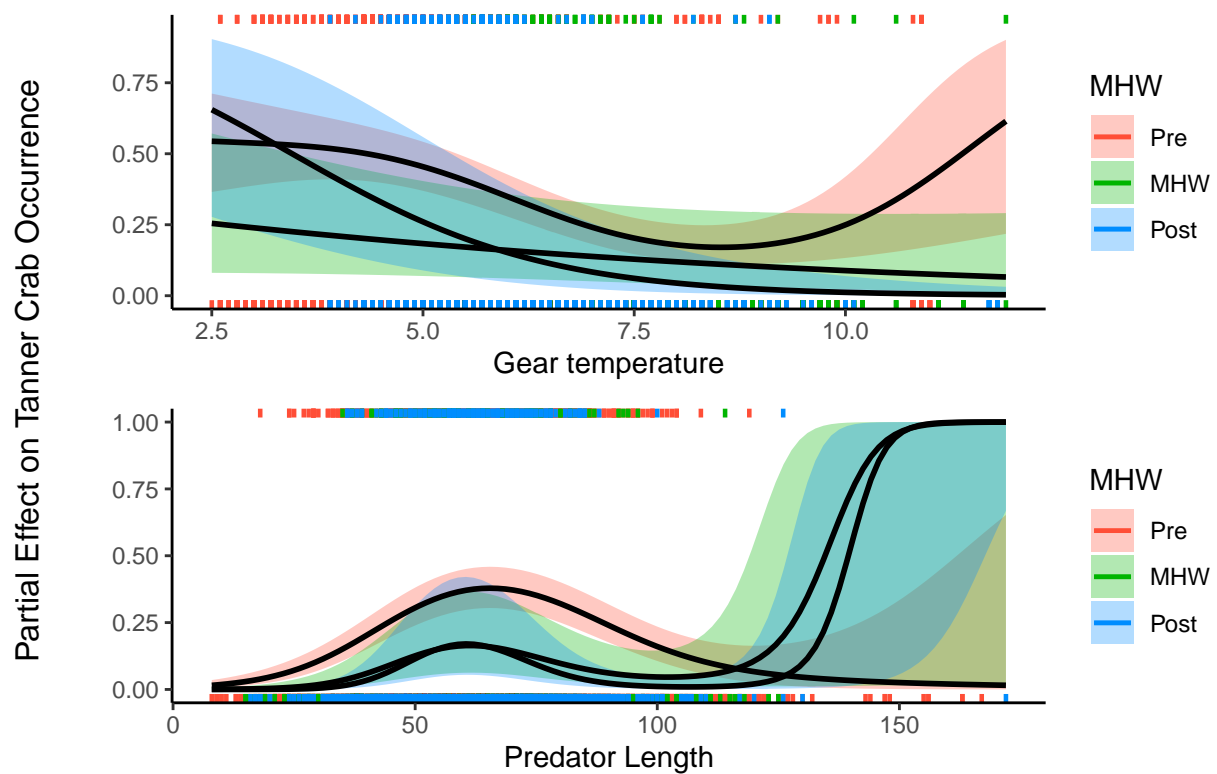 Partial Effect on Tanner Crab Occurrence
0.75
0.50
0.25
0.00
2.5 5.0 7.5 10.0
Gear temperature
MHW
Pre
MHW
Post
1.00
0.75
0.50
0.25
0.00
0 50 100 150
Predator Length
MHW
Pre
MHW
Post